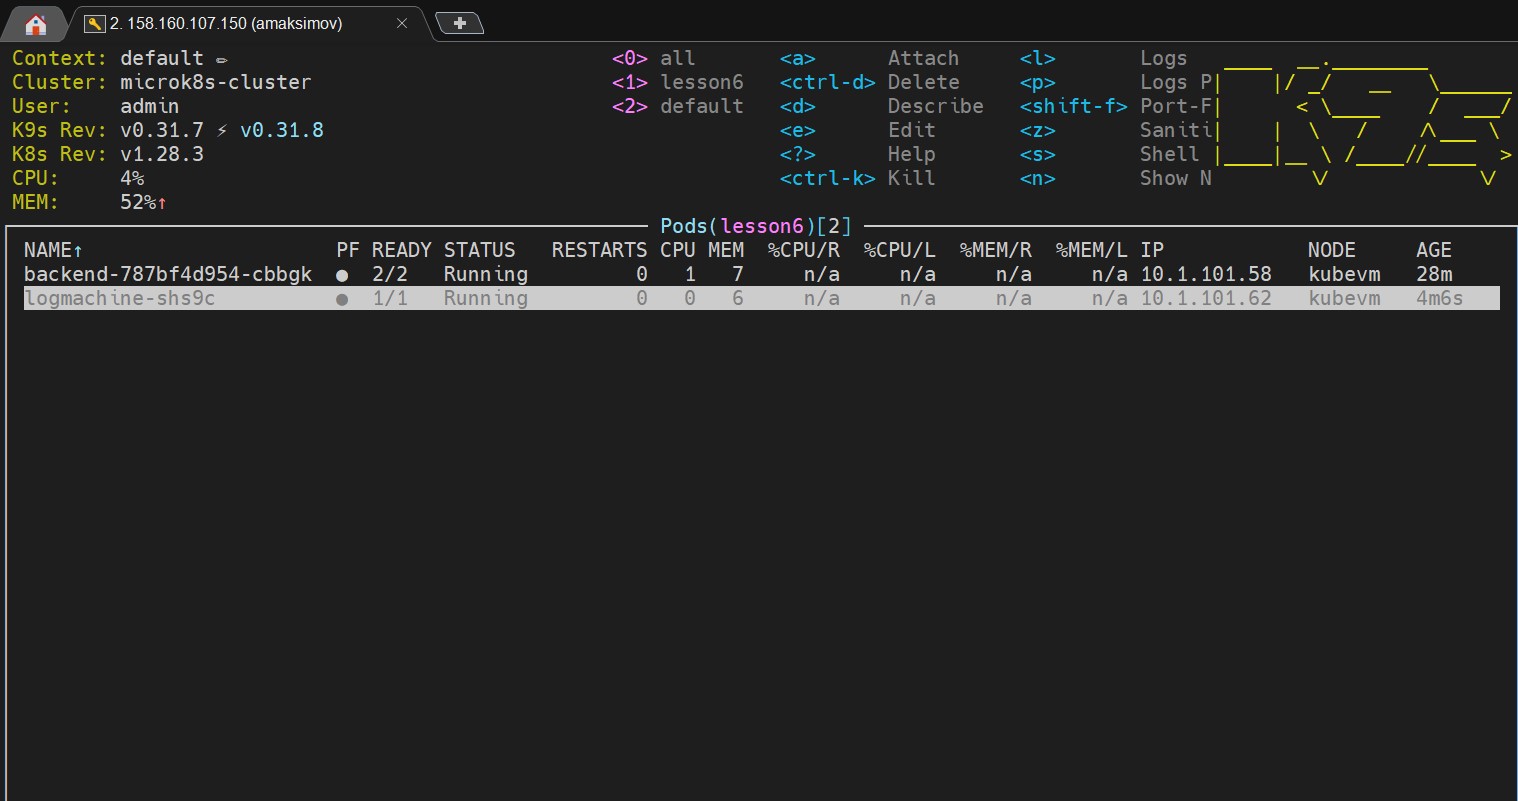 2. 158.160.107.150 (amaksimov)
Context: default <0> all <a> Attach <l> Logs
Cluster: microk8s-cluster <1> lesson6 <ctrl-d> Delete <p> Logs P
User: admin <2> default <d> Describe <shift-f> Port-F
K9s Rev: v0.31.7 ⚡ v0.31.8 <e> Edit <z> Saniti
K8s Rev: v1.28.3 <?> Help <s> Shell
CPU: 4% <ctrl-k> Kill <n> Show N
MEM: 52%↑
Pods(lesson6)[2]
NAME↑ PF READY STATUS RESTARTS CPU MEM %CPU/R %CPU/L %MEM/R %MEM/L IP NODE AGE
backend-787bf4d954-cbbgk ● 2/2 Running 0 1 7 n/a n/a n/a n/a 10.1.101.58 kubevm 28m
logmachine-shs9c ● 1/1 Running 0 0 6 n/a n/a n/a n/a 10.1.101.62 kubevm 4m6s